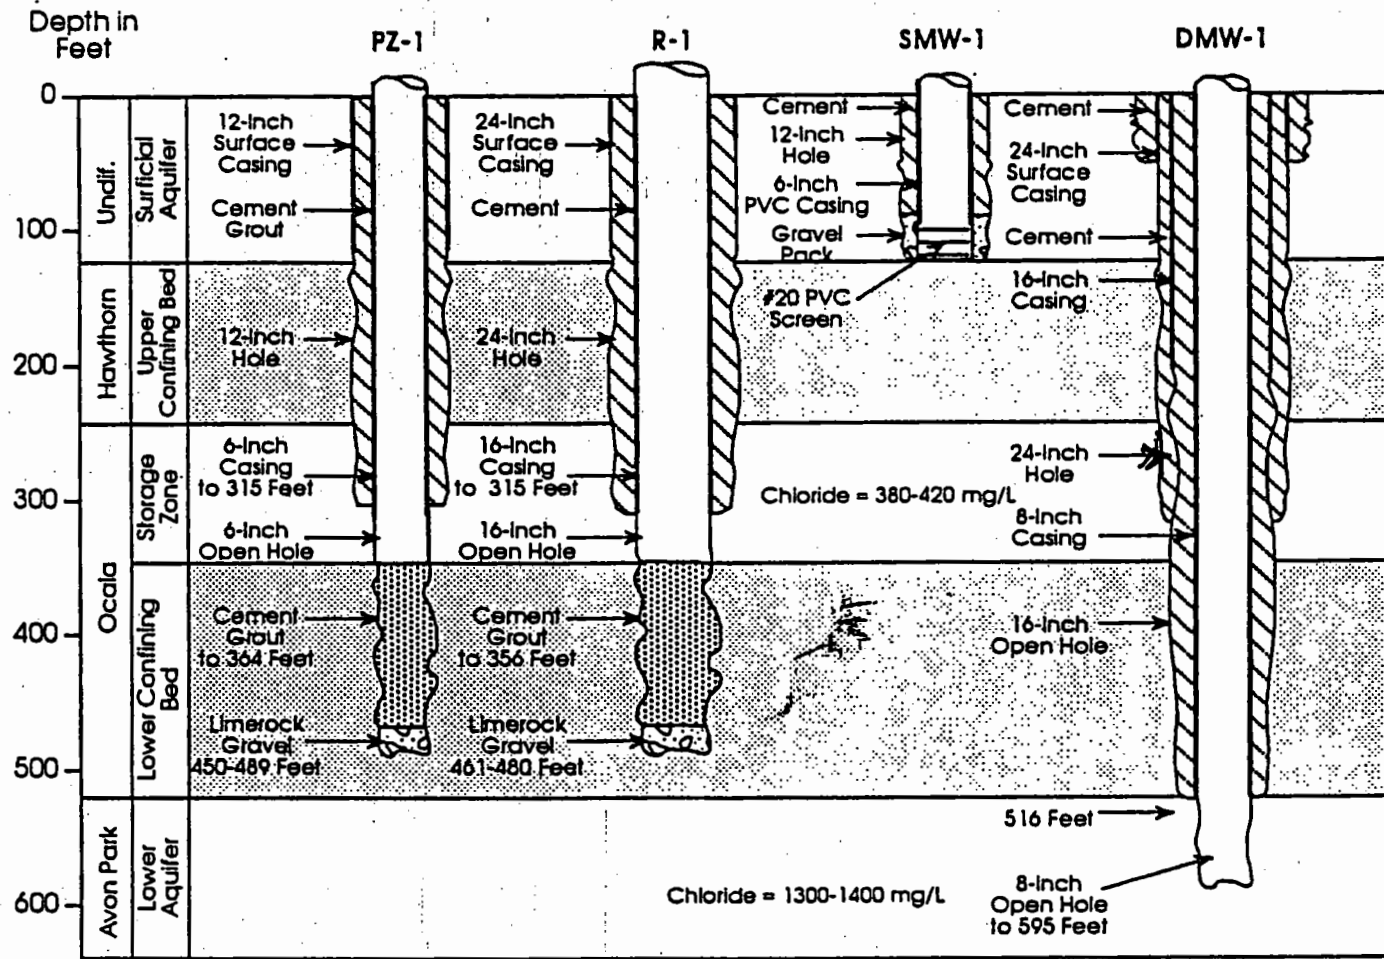 Depth in
Feet
PZ-1
R-1
SMW-1
DMW-1
0
100
200
300
400
500
600
Undif.
Surficial
Aquifer
Hawthorn
Upper
Confining Bed
Ocala
Storage
Zone
Lower Confining
Bed
Avon Park
Lower
Aquifer
12-Inch
Surface
Casing
Cement
Grout
12-Inch
Hole
6-Inch
Casing
to 315 Feet
6-Inch
Open Hole
Cement
Grout
to 364 Feet
Limerock
Gravel
450-489 Feet
24-Inch
Surface
Casing
Cement
24-Inch
Hole
16-Inch
Casing
to 315 Feet
16-Inch
Open Hole
Cement
Grout
to 356 Feet
Limerock
Gravel
461-480 Feet
Cement
12-Inch
Hole
6-Inch
PVC Casing
Gravel
Pack
#20 PVC
Screen
Chloride = 380-420 mg/L
Chloride = 1300-1400 mg/L
Cement
24-Inch
Surface
Casing
Cement
16-Inch
Casing
24-Inch
Hole
8-Inch
Casing
16-Inch
Open Hole
516 Feet
8-Inch
Open Hole
to 595 Feet